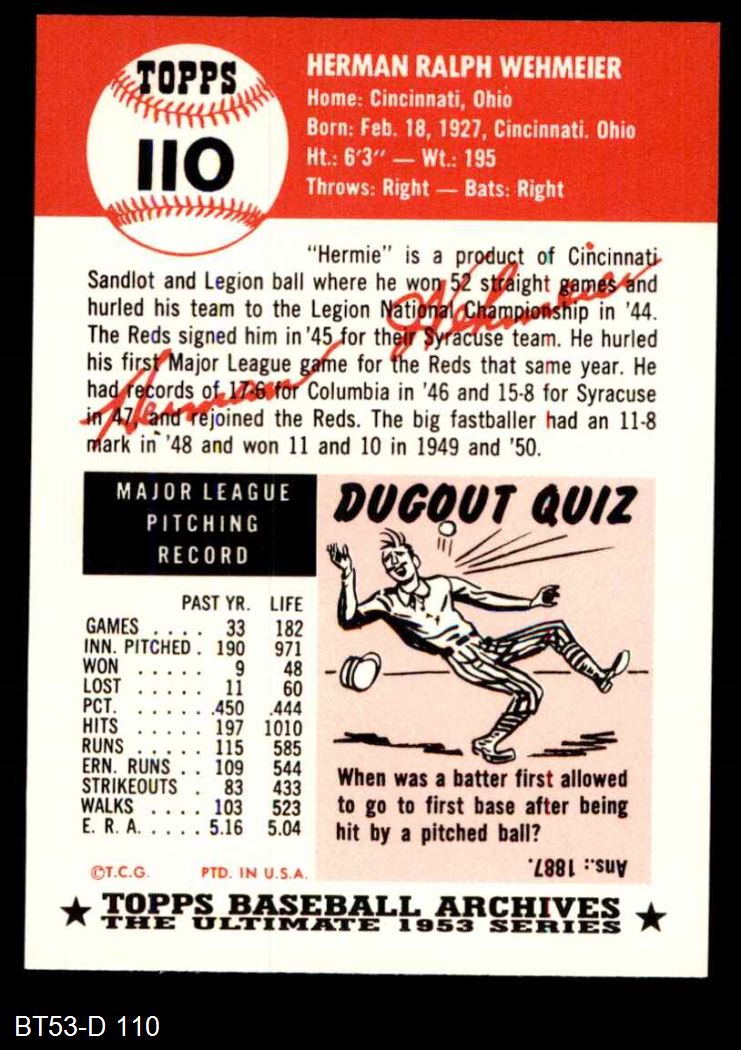 TOPPS
110
HERMAN RALPH WEHMEIER
Home: Cincinnati, Ohio
Born: Feb. 18, 1927, Cincinnati. Ohio
Ht.: 6'3" — Wt.: 195
Throws: Right — Bats: Right
"Hermie" is a product of Cincinnati
Sandlot and Legion ball where he won 52 straight games and
hurled his team to the Legion National Championship in '44.
The Reds signed him in '45 for their Syracuse team. He hurled
his first Major League game for the Reds that same year. He
had records of 17-6 for Columbia in '46 and 15-8 for Syracuse
in '47, and rejoined the Reds. The big fastballer had an 11-8
mark in '48 and won 11 and 10 in 1949 and '50.
Herman Wehmeier
MAJOR LEAGUE
PITCHING
RECORD
PAST YR. LIFE
GAMES .... 33 182
INN. PITCHED . 190 971
WON ..... 9 48
LOST ..... 11 60
PCT. ..... .450 .444
HITS ..... 197 1010
RUNS ..... 115 585
ERN. RUNS .. 109 544
STRIKEOUTS . 83 433
WALKS .... 103 523
E. R. A. .... 5.16 5.04
©T.C.G. PTD. IN U.S.A.
DUGOUT QUIZ
When was a batter first allowed
to go to first base after being
hit by a pitched ball?
Ans.: 1887.
★ TOPPS BASEBALL ARCHIVES ★
THE ULTIMATE 1953 SERIES
BT53-D 110